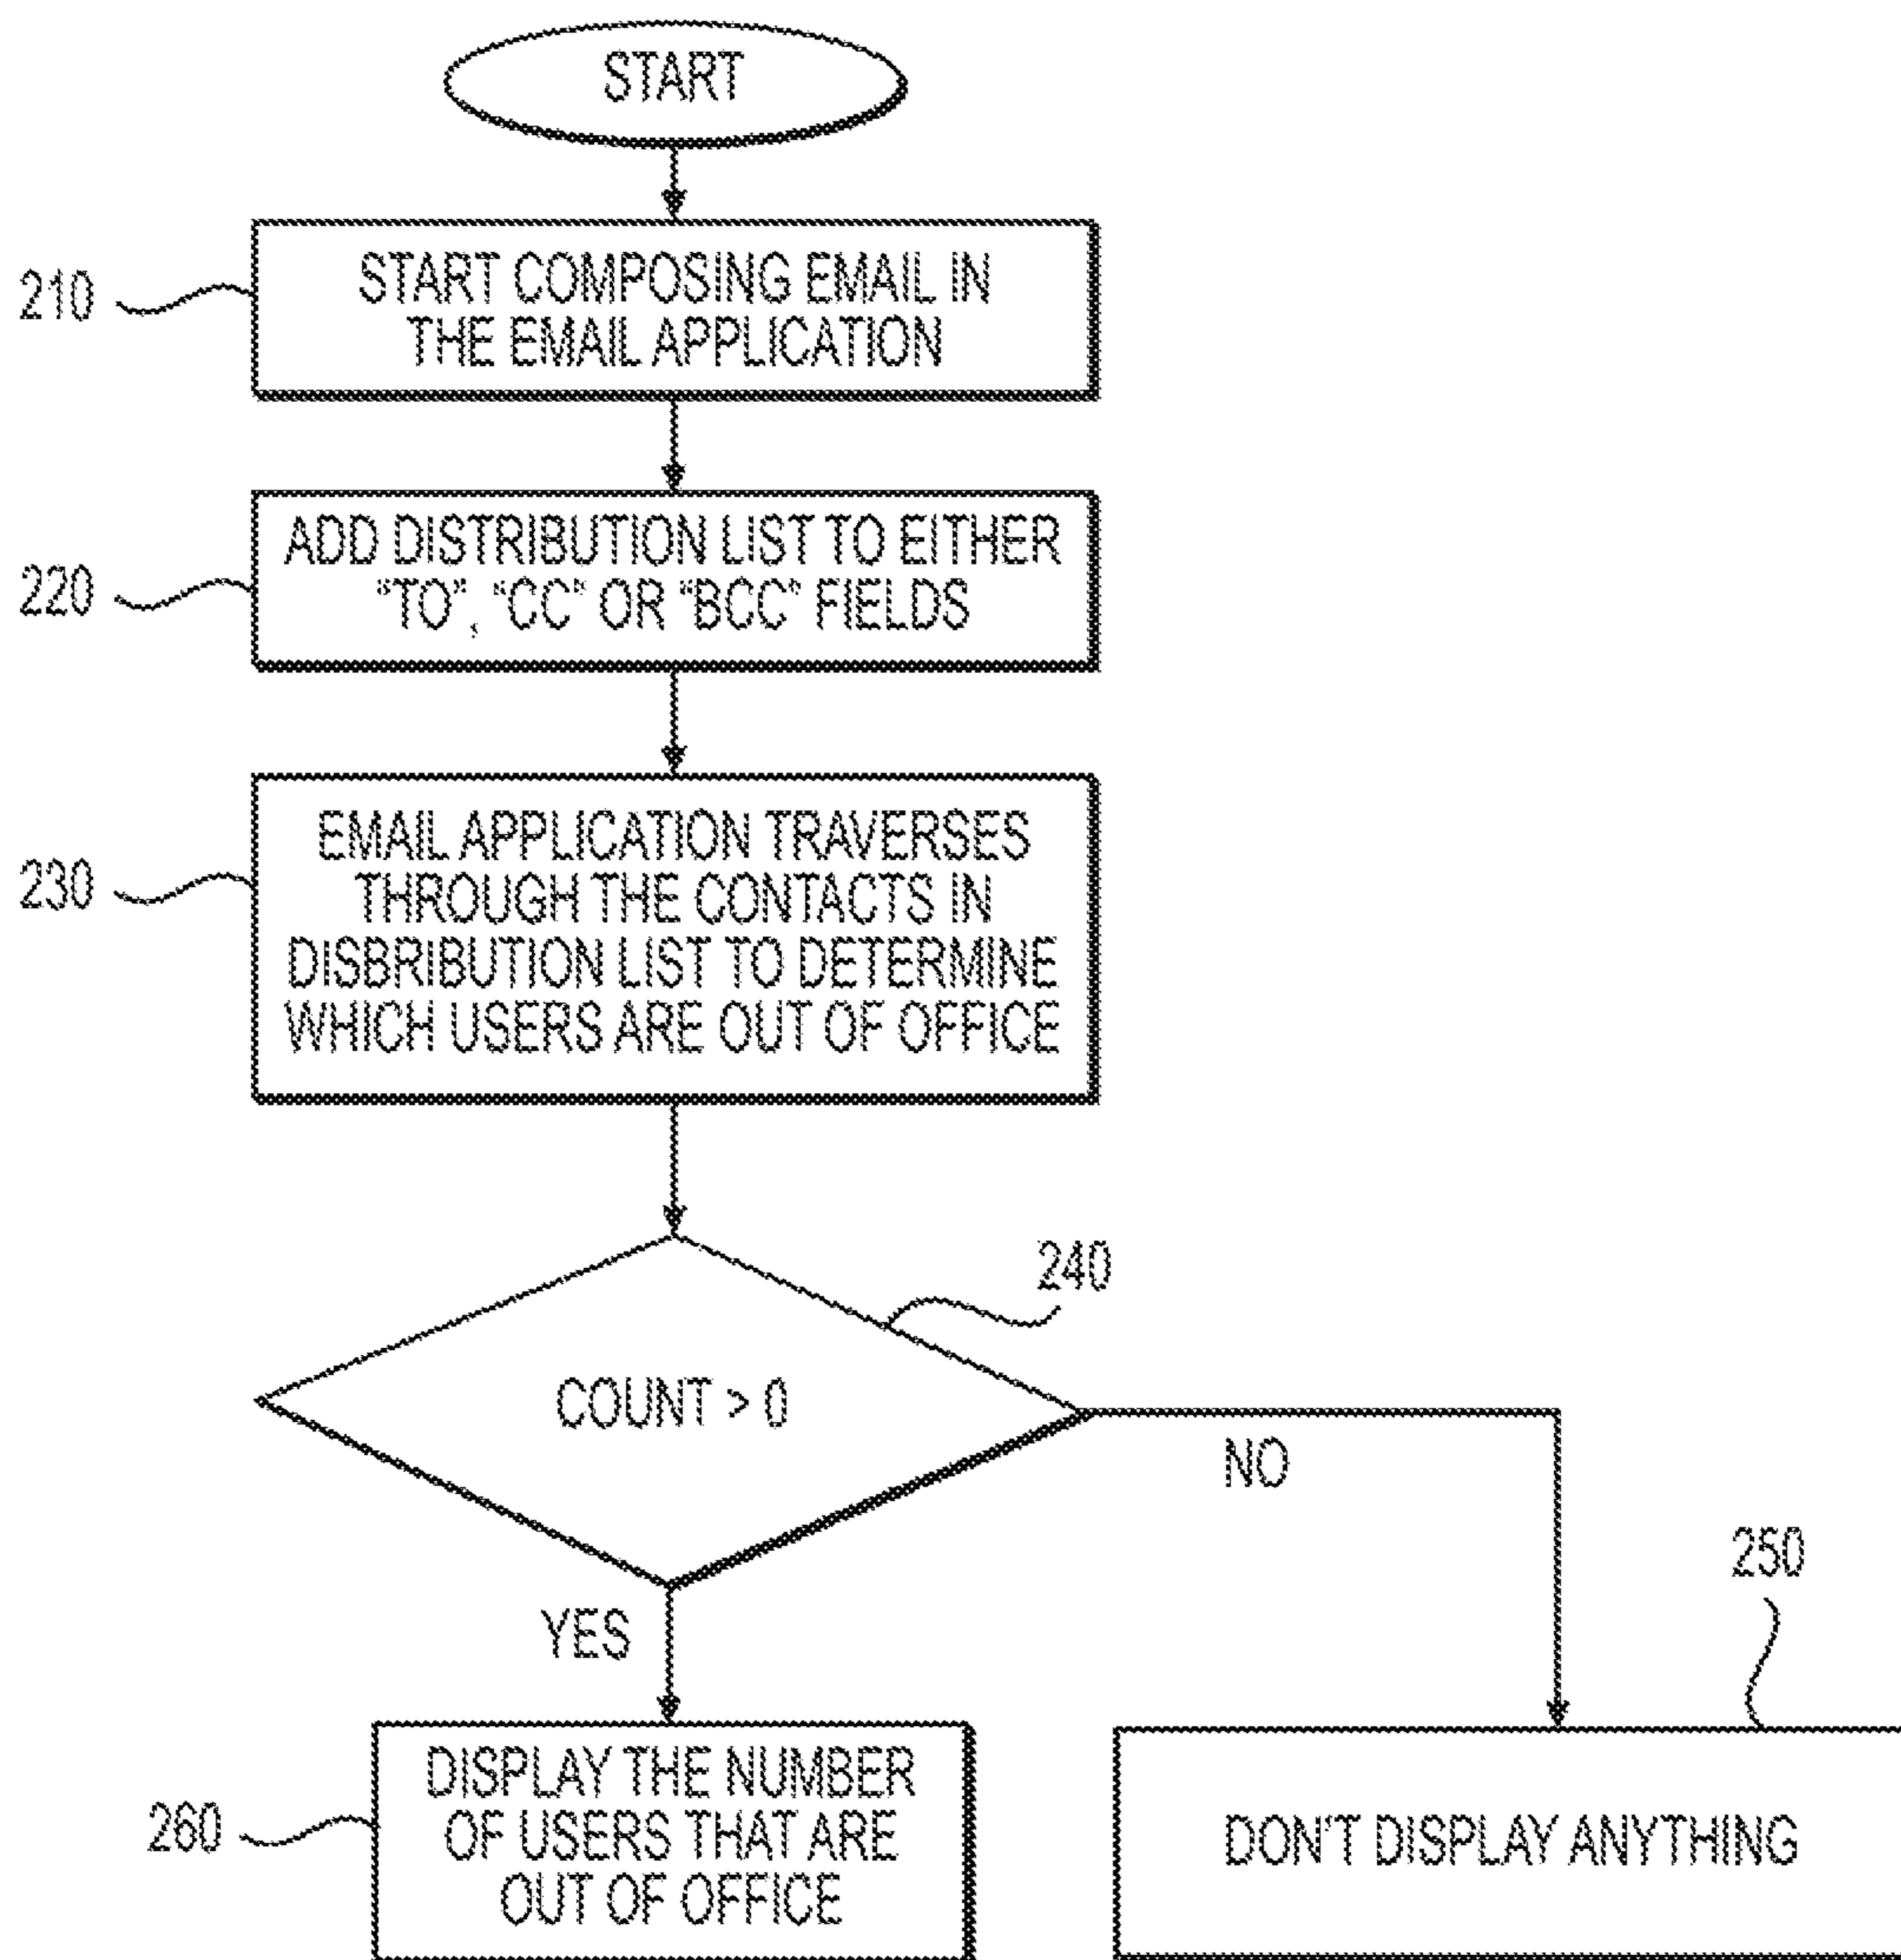 START
210
START COMPOSING EMAIL IN
THE EMAIL APPLICATION
220
ADD DISTRIBUTION LIST TO EITHER
“TO”, “CC” OR “BCC” FIELDS
230
EMAIL APPLICATION TRAVERSES
THROUGH THE CONTACTS IN
DISBRIBUTION LIST TO DETERMINE
WHICH USERS ARE OUT OF OFFICE
240
COUNT > 0
NO
YES
250
260
DISPLAY THE NUMBER
OF USERS THAT ARE
OUT OF OFFICE
DON'T DISPLAY ANYTHING